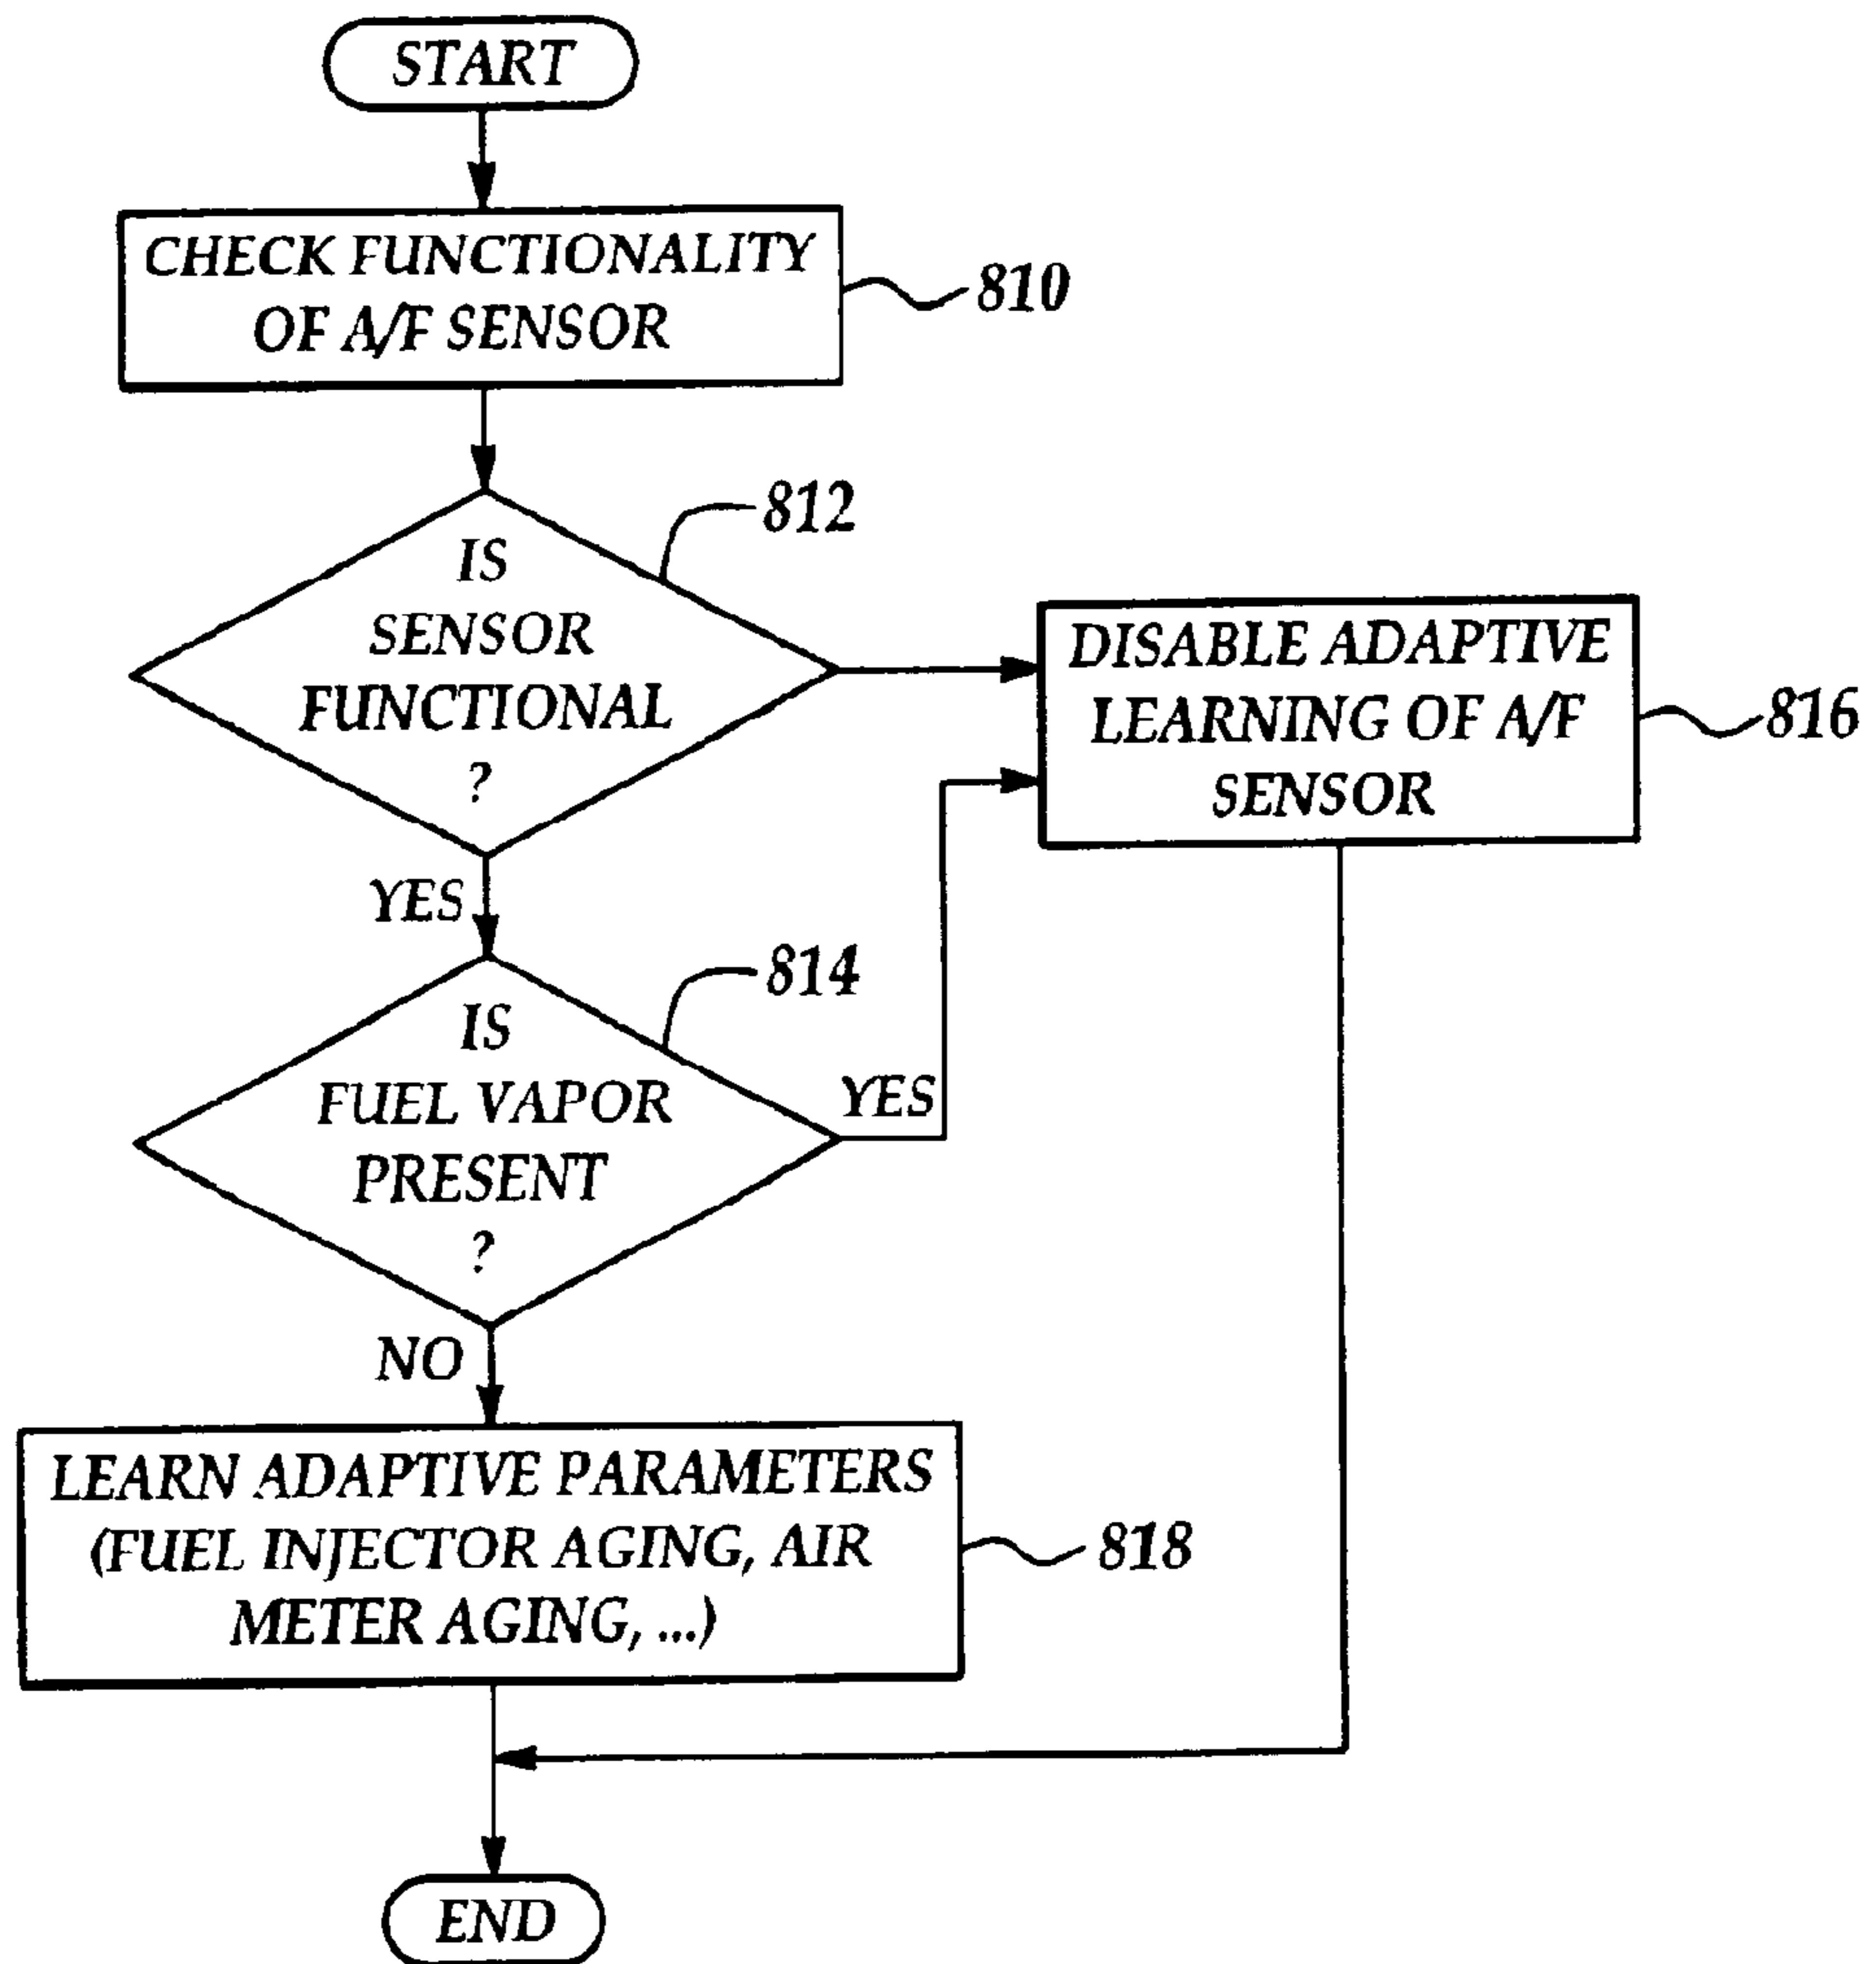 START
CHECK FUNCTIONALITY
OF A/F SENSOR
810
812
IS
SENSOR
FUNCTIONAL
?
DISABLE ADAPTIVE
LEARNING OF A/F
SENSOR
816
YES
814
IS
FUEL VAPOR
PRESENT
?
YES
NO
LEARN ADAPTIVE PARAMETERS
(FUEL INJECTOR AGING, AIR
METER AGING, ...)
818
END